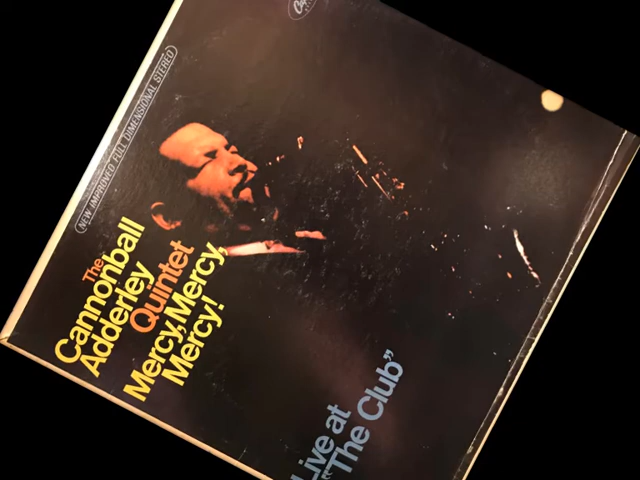 NEW IMPROVED FULL DIMENSIONAL STEREO
The
Cannonball
Adderley
Quintet
Mercy, Mercy,
Mercy!
Live at
"The Club"